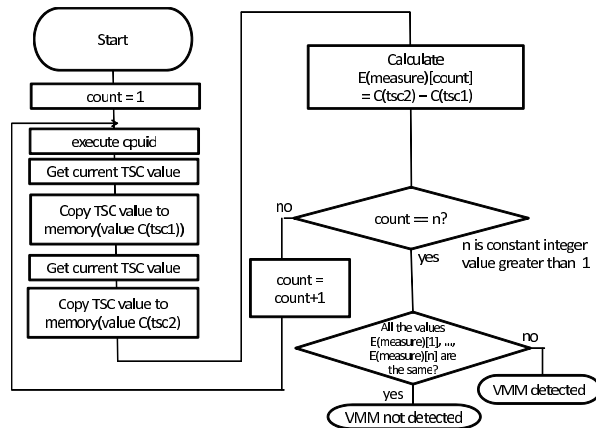 Start
count = 1
execute cpuid
Get current TSC value
Copy TSC value to
memory(value C(tsc1))
Get current TSC value
Copy TSC value to
memory(value C(tsc2)
Calculate
E(measure)[count]
= C(tsc2) – C(tsc1)
count == n?
no
yes
n is constant integer
value greater than 1
count =
count+1
All the values
E(measure)[1], ...,
E(measure)[n] are
the same?
no
yes
VMM detected
VMM not detected